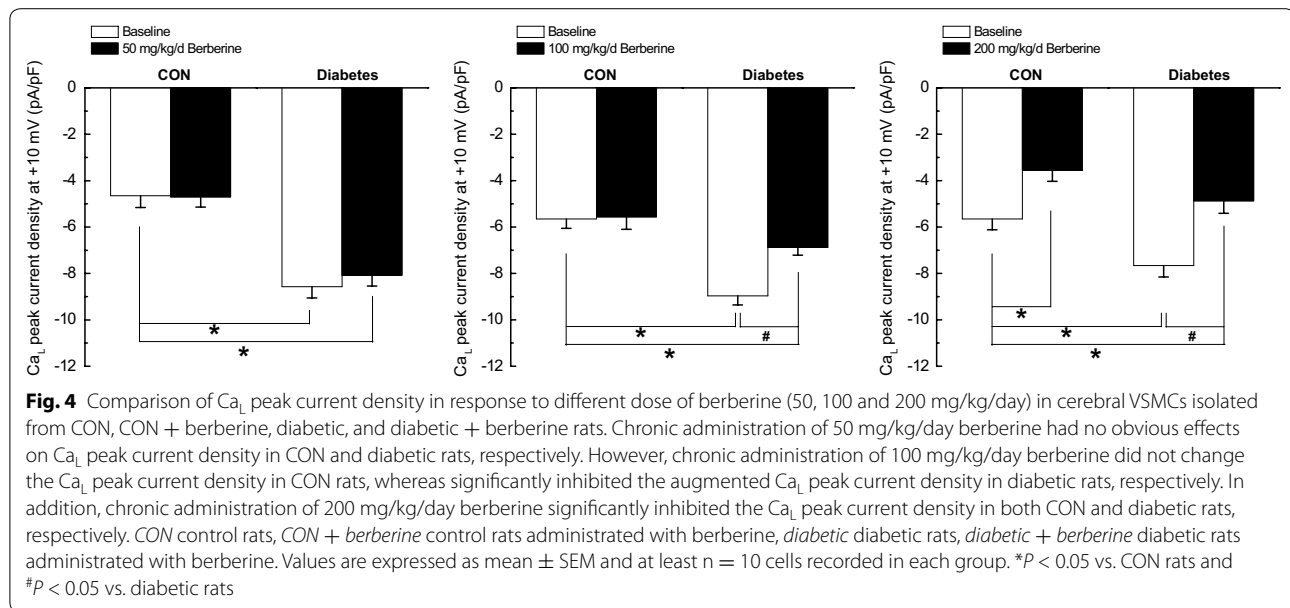 Baseline
50 mg/kg/d Berberine
CON Diabetes
Ca_L peak current density at +10 mV (pA/pF)
0
-2
-4
-6
-8
-10
-12
*
*
Baseline
100 mg/kg/d Berberine
CON Diabetes
Ca_L peak current density at +10 mV (pA/pF)
0
-2
-4
-6
-8
-10
-12
* #
*
Baseline
200 mg/kg/d Berberine
CON Diabetes
Ca_L peak current density at +10 mV (pA/pF)
0
-2
-4
-6
-8
-10
-12
*
* #
*
Fig. 4 Comparison of Ca_L peak current density in response to different dose of berberine (50, 100 and 200 mg/kg/day) in cerebral VSMCs isolated
from CON, CON + berberine, diabetic, and diabetic + berberine rats. Chronic administration of 50 mg/kg/day berberine had no obvious effects
on Ca_L peak current density in CON and diabetic rats, respectively. However, chronic administration of 100 mg/kg/day berberine did not change
the Ca_L peak current density in CON rats, whereas significantly inhibited the augmented Ca_L peak current density in diabetic rats, respectively. In
addition, chronic administration of 200 mg/kg/day berberine significantly inhibited the Ca_L peak current density in both CON and diabetic rats,
respectively. CON control rats, CON + berberine control rats administrated with berberine, diabetic diabetic rats, diabetic + berberine diabetic rats
administrated with berberine. Values are expressed as mean ± SEM and at least n = 10 cells recorded in each group. *P < 0.05 vs. CON rats and
#P < 0.05 vs. diabetic rats